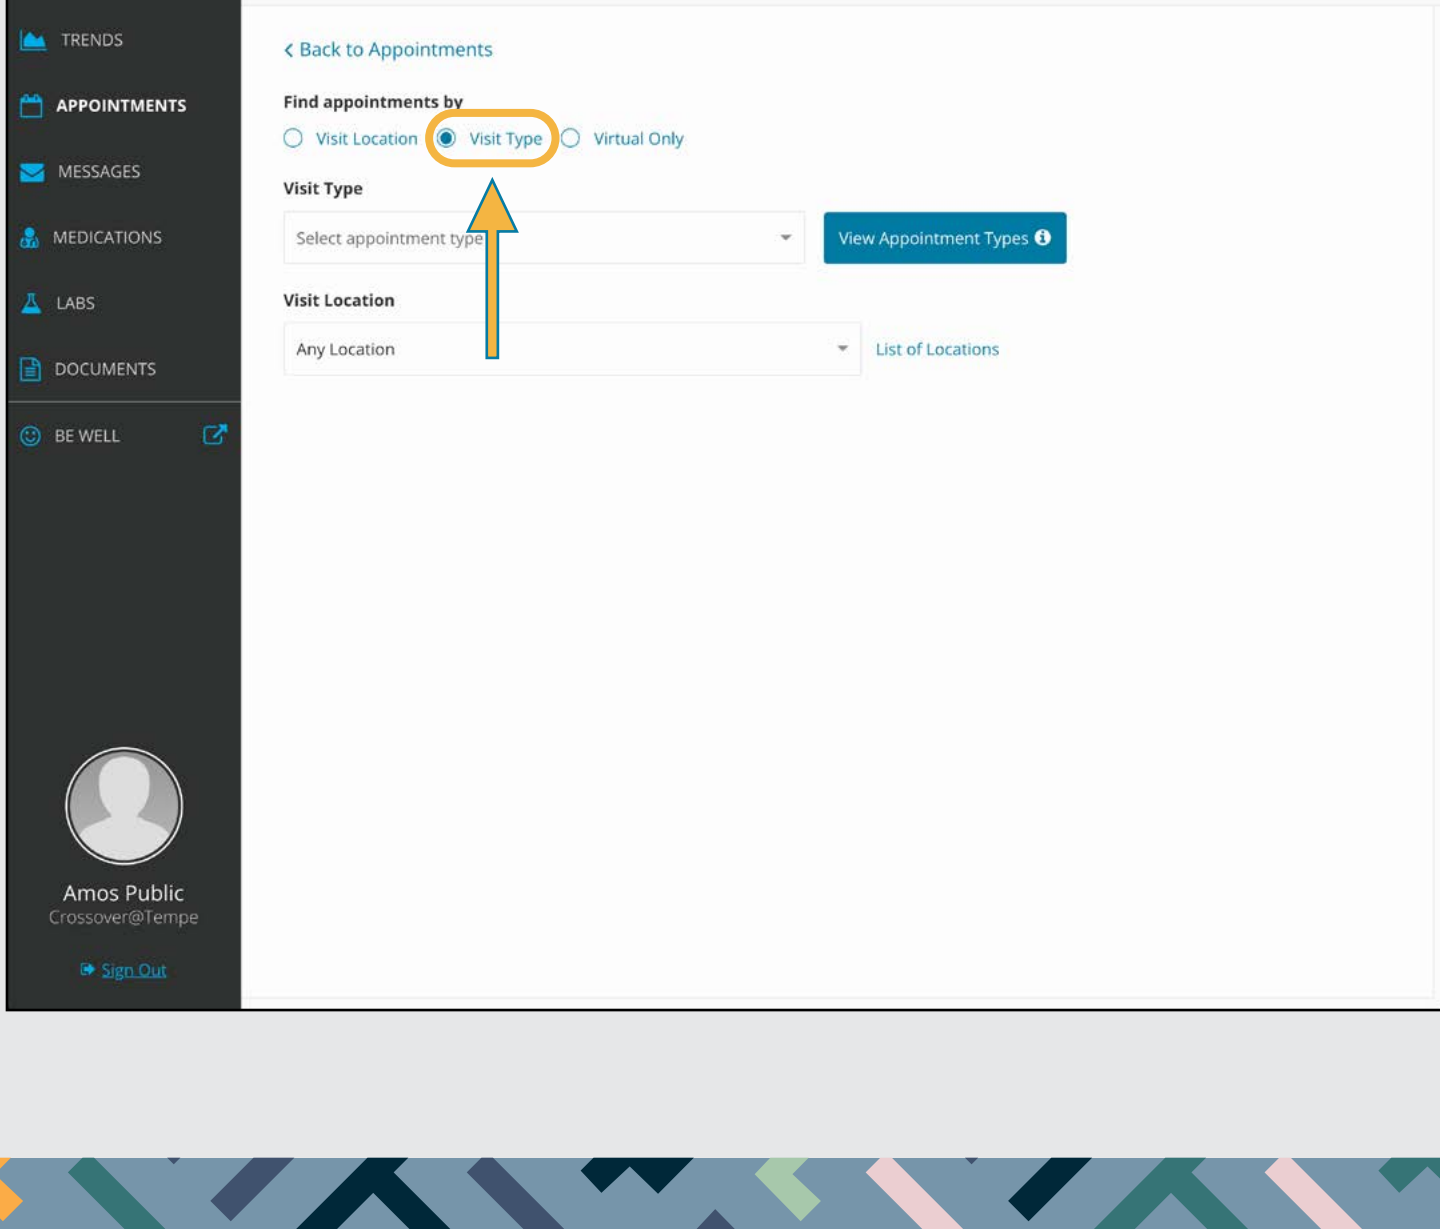 TRENDS
APPOINTMENTS
MESSAGES
MEDICATIONS
LABS
DOCUMENTS
BE WELL
Amos Public
Crossover@Tempe
Sign Out
Back to Appointments
Find appointments by
Visit Location Visit Type Virtual Only
Visit Type
Select appointment type
View Appointment Types
Visit Location
Any Location
List of Locations